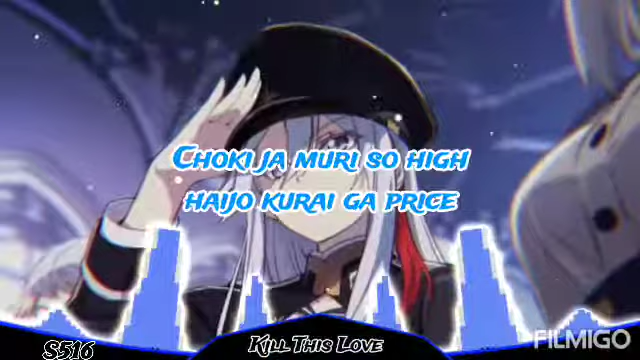 Choki ja muri so high
haijo kurai ga price
S516
Kill This Love
FILMIGO